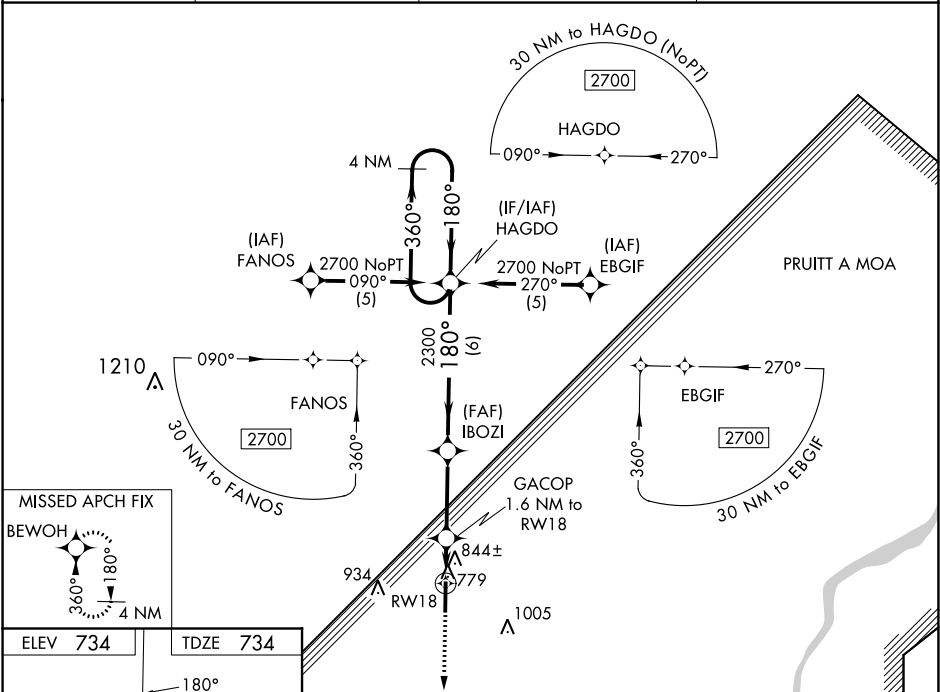 30 NM to HAGDO (NoPT)
2700
HAGDO
090°
270°
4 NM
360°
180°
(IF/IAF)
HAGDO
(IAF)
FANOS
2700 NoPT
090°
(5)
2700 NoPT
270°
(5)
(IAF)
EBGIF
PRUITT A MOA
2300
180°
(6)
1210
090°
FANOS
360°
2700
30 NM to FANOS
(FAF)
IBOZI
270°
EBGIF
360°
2700
30 NM to EBGIF
GACOP
1.6 NM to
RW18
MISSED APCH FIX
BEWOH
360°
180°
4 NM
844±
934
779
RW18
1005
ELEV 734
TDZE 734
180°